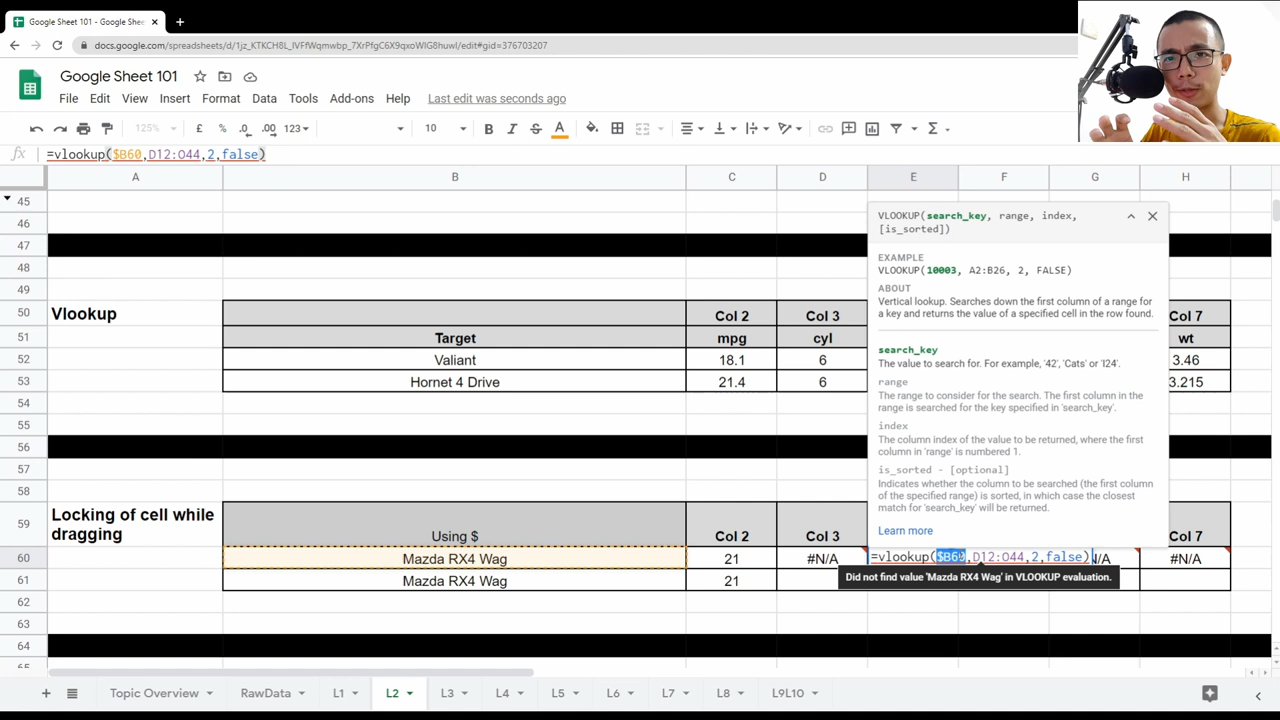 Google Sheet 101 - Google Shee
docs.google.com/spreadsheets/d/1jz_KTKCH8L_IVFfWqmwbp_7XrPfgC6X9qxoWIG8huwI/edit#gid=376703207
Google Sheet 101
File Edit View Insert Format Data Tools Add-ons Help Last edit was seconds ago
125% £ % .0 .00 123 10 B I S A Σ
fx =vlookup($B60,D12:O44,2,false)
A B C D E F G H
45
46
47
48
49
50 Vlookup Col 2 Col 3 Col 7
51 Target mpg cyl wt
52 Valiant 18.1 6 3.46
53 Hornet 4 Drive 21.4 6 3.215
54
55
56
57
58
59 Locking of cell while
dragging Using $ Col 2 Col 3 Col 7
60 Mazda RX4 Wag 21 #N/A =vlookup($B60,D12:O44,2,false) /A #N/A
61 Mazda RX4 Wag 21
62
63
64
65
VLOOKUP(search_key, range, index,
[is_sorted])
EXAMPLE
VLOOKUP(10003, A2:B26, 2, FALSE)
ABOUT
Vertical lookup. Searches down the first column of a range for
a key and returns the value of a specified cell in the row found.
search_key
The value to search for. For example, '42', 'Cats' or 'I24'.
range
The range to consider for the search. The first column in the
range is searched for the key specified in 'search_key'.
index
The column index of the value to be returned, where the first
column in 'range' is numbered 1.
is_sorted - [optional]
Indicates whether the column to be searched (the first column
of the specified range) is sorted, in which case the closest
match for 'search_key' will be returned.
Learn more
Did not find value 'Mazda RX4 Wag' in VLOOKUP evaluation.
Topic Overview RawData L1 L2 L3 L4 L5 L6 L7 L8 L9L10